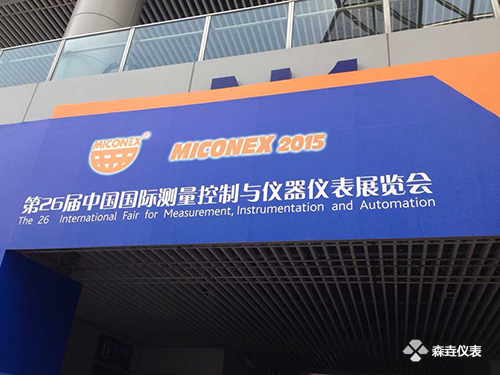 MICONEX®
MICONEX 2015
第26届中国国际测量控制与仪器仪表展览会
The 26 International Fair for Measurement, Instrumentation and Automation
森垚仪表